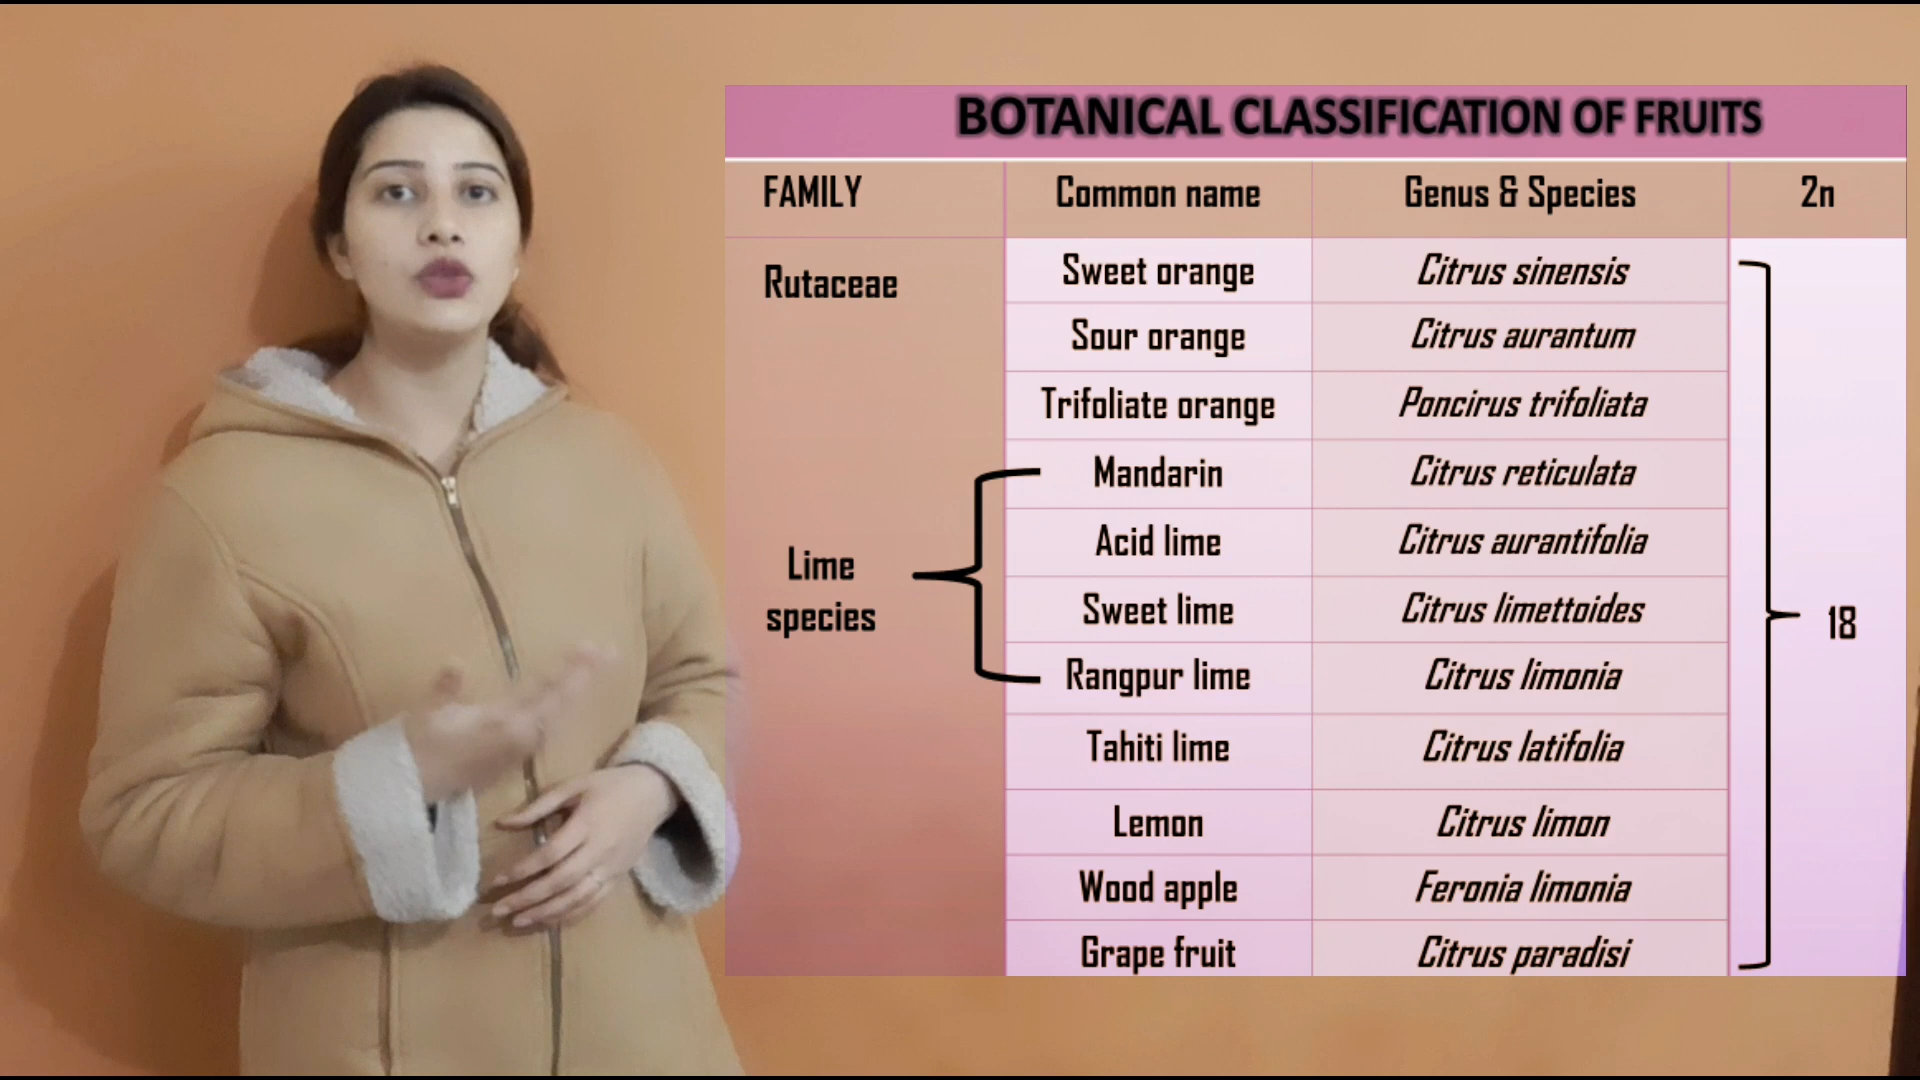 BOTANICAL CLASSIFICATION OF FRUITS
FAMILY Common name Genus & Species 2n
Rutaceae Sweet orange Citrus sinensis
Sour orange Citrus aurantum
Trifoliate orange Poncirus trifoliata
Mandarin Citrus reticulata
Acid lime Citrus aurantifolia
Lime
species
Sweet lime Citrus limettoides
Rangpur lime Citrus limonia
18
Tahiti lime Citrus latifolia
Lemon Citrus limon
Wood apple Feronia limonia
Grape fruit Citrus paradisi